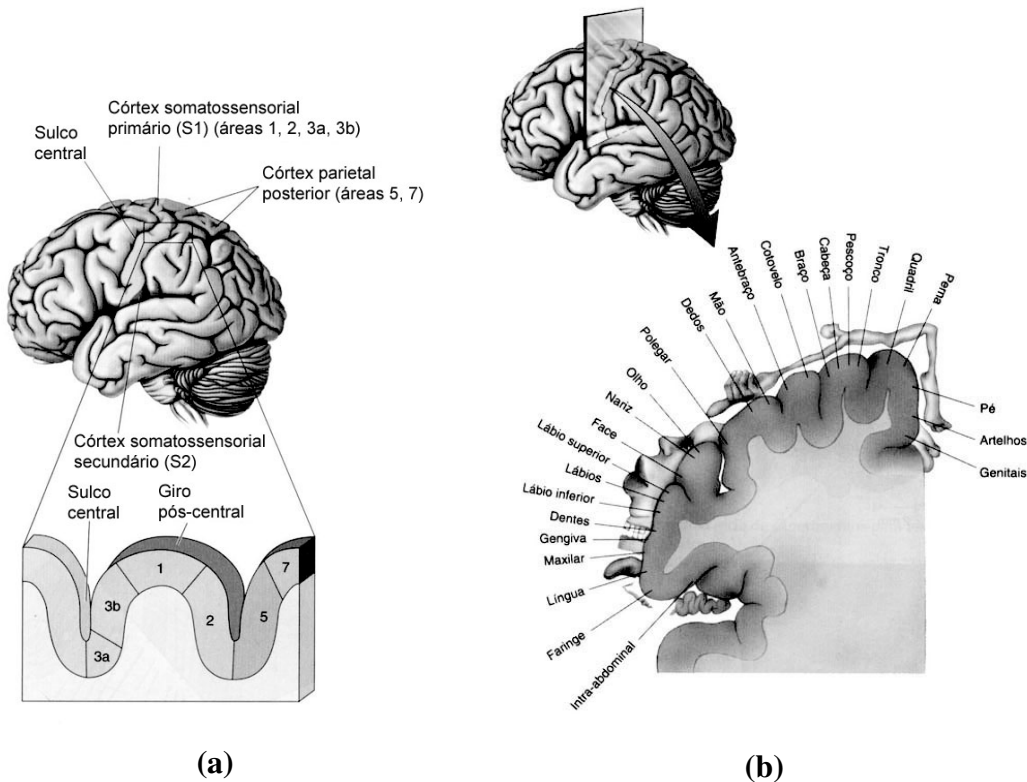 Córtex somatossensorial
primário (S1) (áreas 1, 2, 3a, 3b)
Sulco
central
Córtex parietal
posterior (áreas 5, 7)
Córtex somatossensorial
secundário (S2)
Sulco
central
Giro
pós-central
1
7
3b
2
5
3a
(a)
Intra-abdominal
Faringe
Língua
Maxilar
Gengiva
Dentes
Lábio inferior
Lábios
Lábio superior
Face
Nariz
Olho
Polegar
Dedos
Mão
Antebraço
Cotovelo
Braço
Cabeça
Pescoço
Tronco
Quadril
Perna
Pé
Artelhos
Genitais
(b)